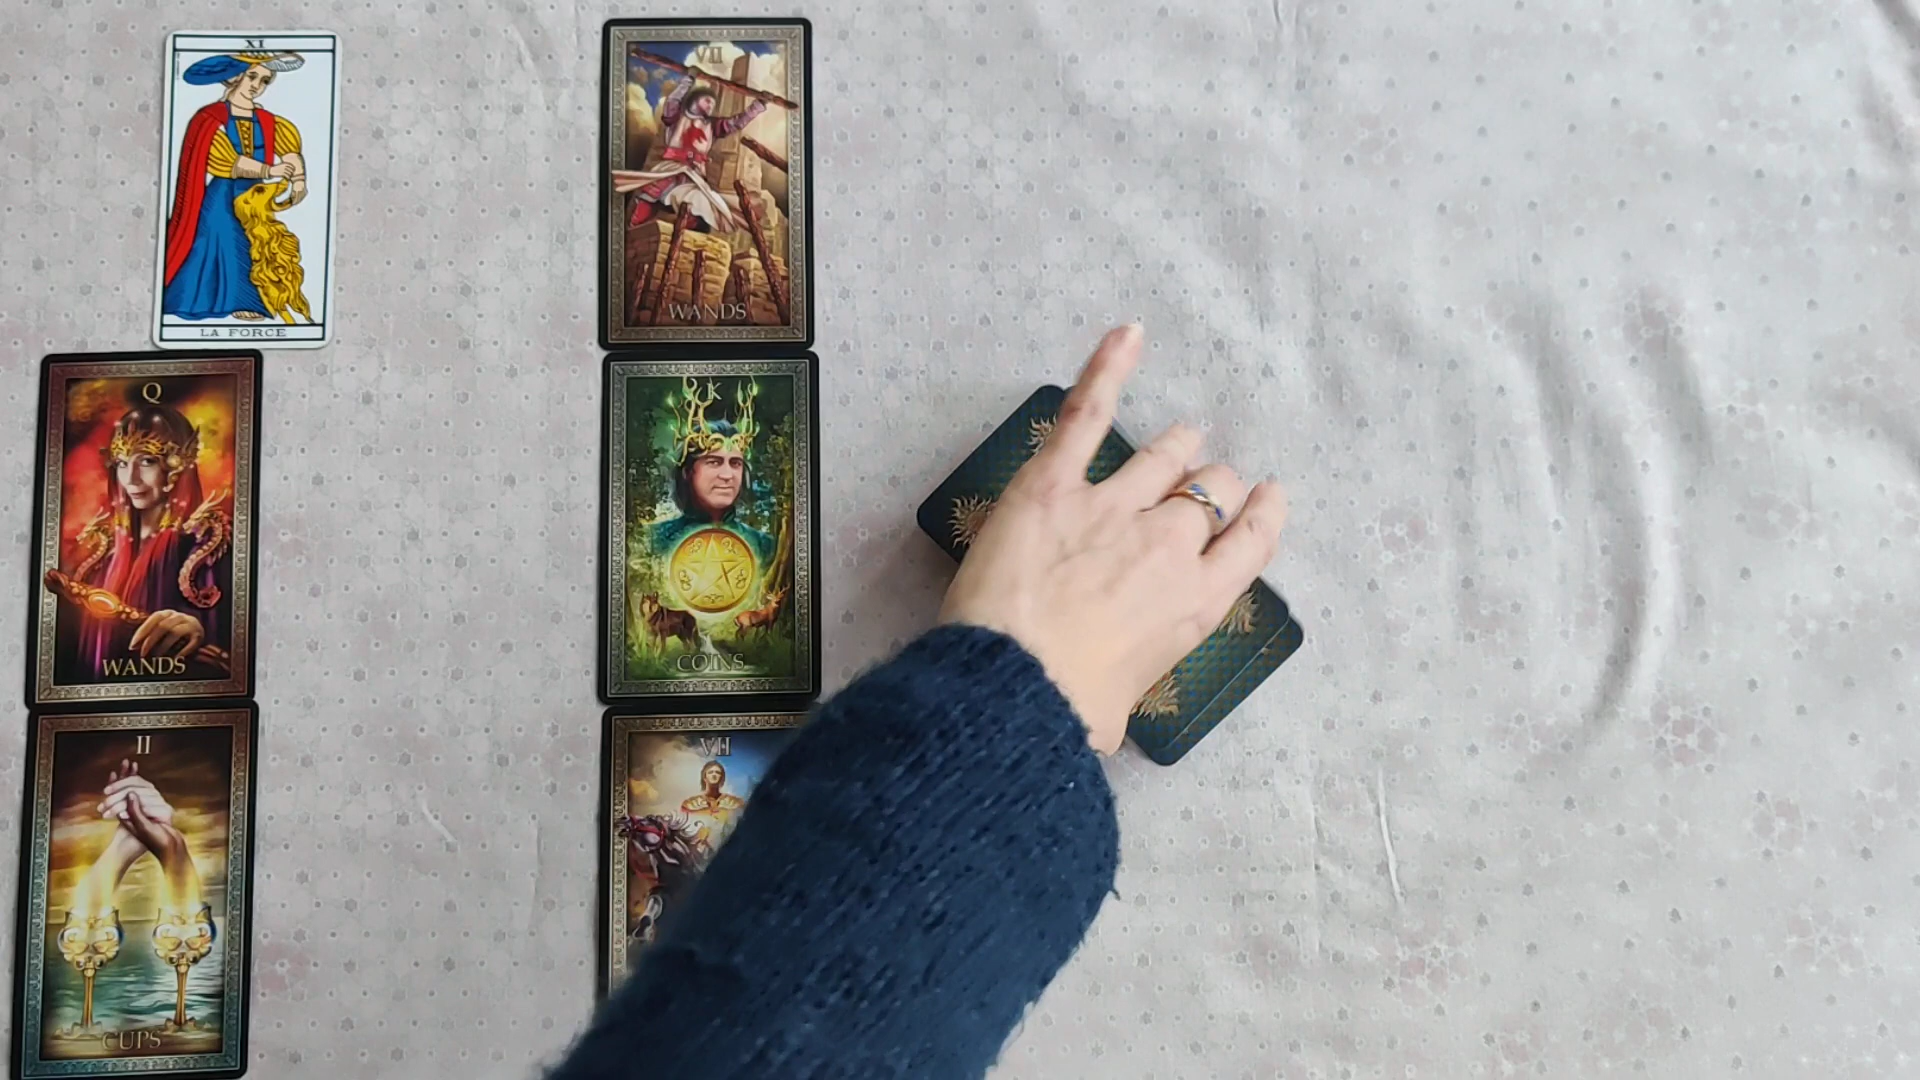 XI
LA FORCE
Q
WANDS
II
CUPS
VII
WANDS
K
COINS
VII